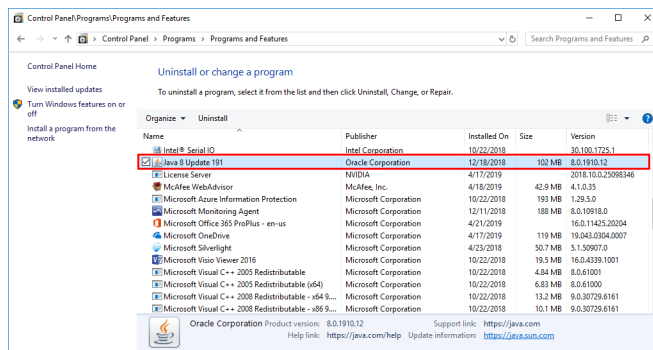 Control Panel\Programs\Programs and Features
Control Panel > Programs > Programs and Features
Search Programs and Features
Control Panel Home
View installed updates
Turn Windows features on or off
Install a program from the network
Uninstall or change a program
To uninstall a program, select it from the list and then click Uninstall, Change, or Repair.
Organize Uninstall
Name Publisher Installed On Size Version
Intel® Serial IO Intel Corporation 10/22/2018 30.100.1725.1
Java 8 Update 191 Oracle Corporation 12/18/2018 102 MB 8.0.1910.12
License Server NVIDIA 4/17/2019 2018.10.0.25098346
McAfee WebAdvisor McAfee, Inc. 4/18/2019 42.9 MB 4.1.0.35
Microsoft Azure Information Protection Microsoft Corporation 10/22/2018 193 MB 1.29.5.0
Microsoft Monitoring Agent Microsoft Corporation 12/11/2018 188 MB 8.0.10918.0
Microsoft Office 365 ProPlus - en-us Microsoft Corporation 4/21/2019 16.0.11425.20204
Microsoft OneDrive Microsoft Corporation 4/17/2019 119 MB 19.043.0304.0007
Microsoft Silverlight Microsoft Corporation 4/23/2018 50.7 MB 5.1.50907.0
Microsoft Visio Viewer 2016 Microsoft Corporation 10/22/2018 19.5 MB 16.0.4339.1001
Microsoft Visual C++ 2005 Redistributable Microsoft Corporation 10/22/2018 4.84 MB 8.0.61001
Microsoft Visual C++ 2005 Redistributable (x64) Microsoft Corporation 10/22/2018 6.83 MB 8.0.61000
Microsoft Visual C++ 2008 Redistributable - x64 9.... Microsoft Corporation 10/22/2018 13.2 MB 9.0.30729.6161
Microsoft Visual C++ 2008 Redistributable - x86 9.... Microsoft Corporation 10/22/2018 10.1 MB 9.0.30729.6161
Oracle Corporation Product version: 8.0.1910.12 Support link: https://java.com
Help link: https://java.com/help Update information: https://java.sun.com